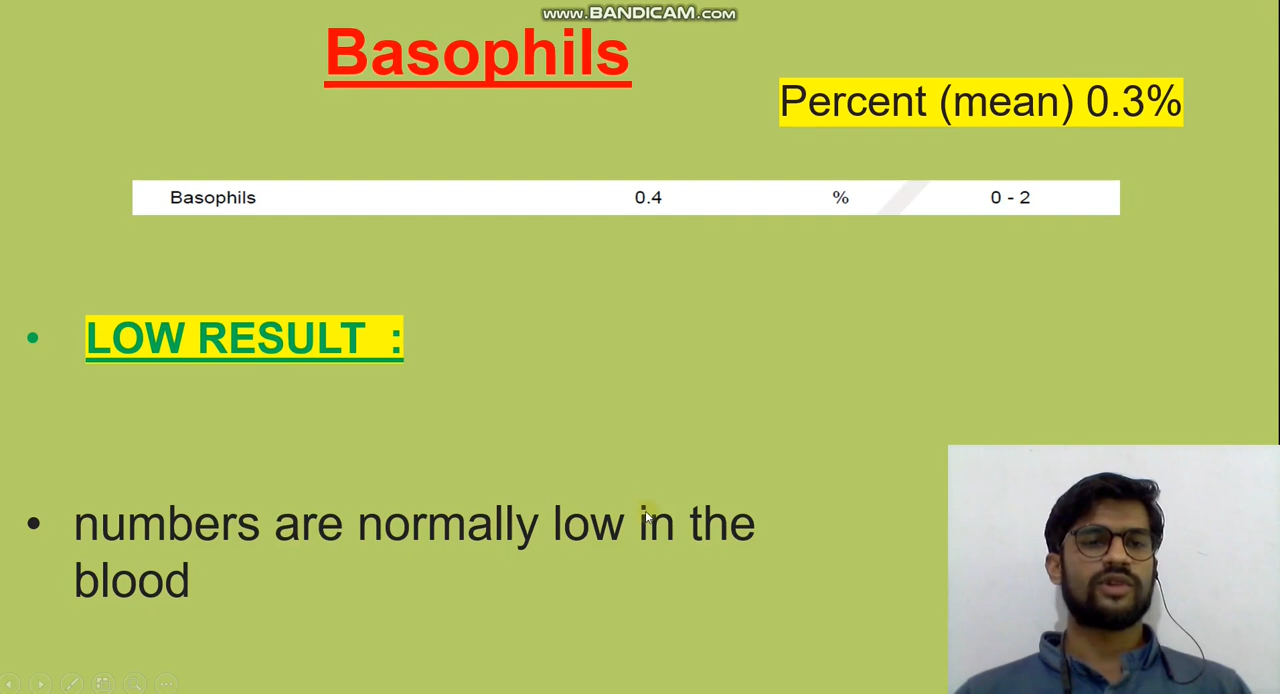 www.BANDICAM.com
Basophils
Percent (mean) 0.3%
Basophils 0.4 % 0 - 2
• LOW RESULT :
• numbers are normally low in the
blood